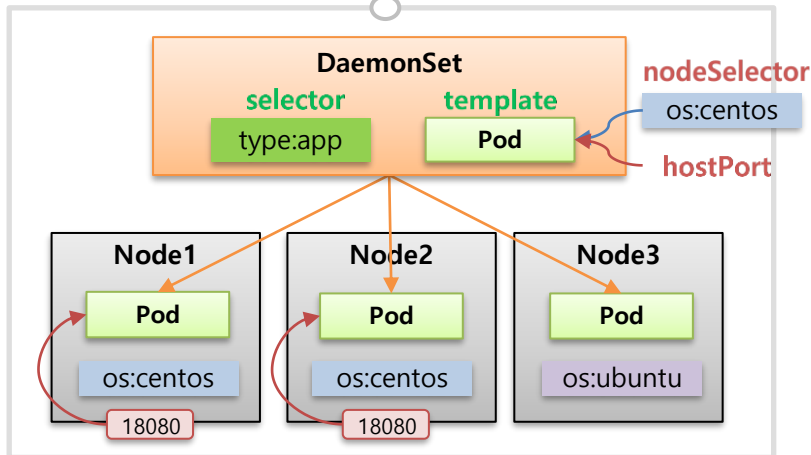 DaemonSet
nodeSelector
selector
template
os:centos
type:app
Pod
hostPort
Node1
Node2
Node3
Pod
Pod
Pod
os:centos
os:centos
os:ubuntu
18080
18080